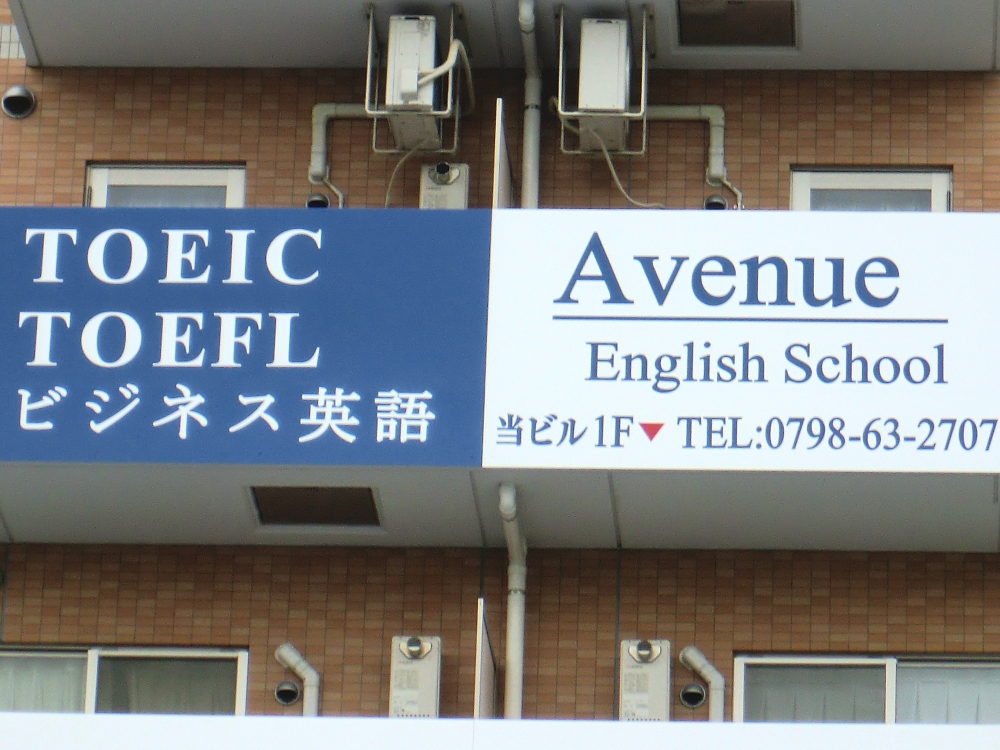 TOEIC
TOEFL
ビジネス英語
Avenue
English School
当ビル1F▼ TEL:0798-63-2707